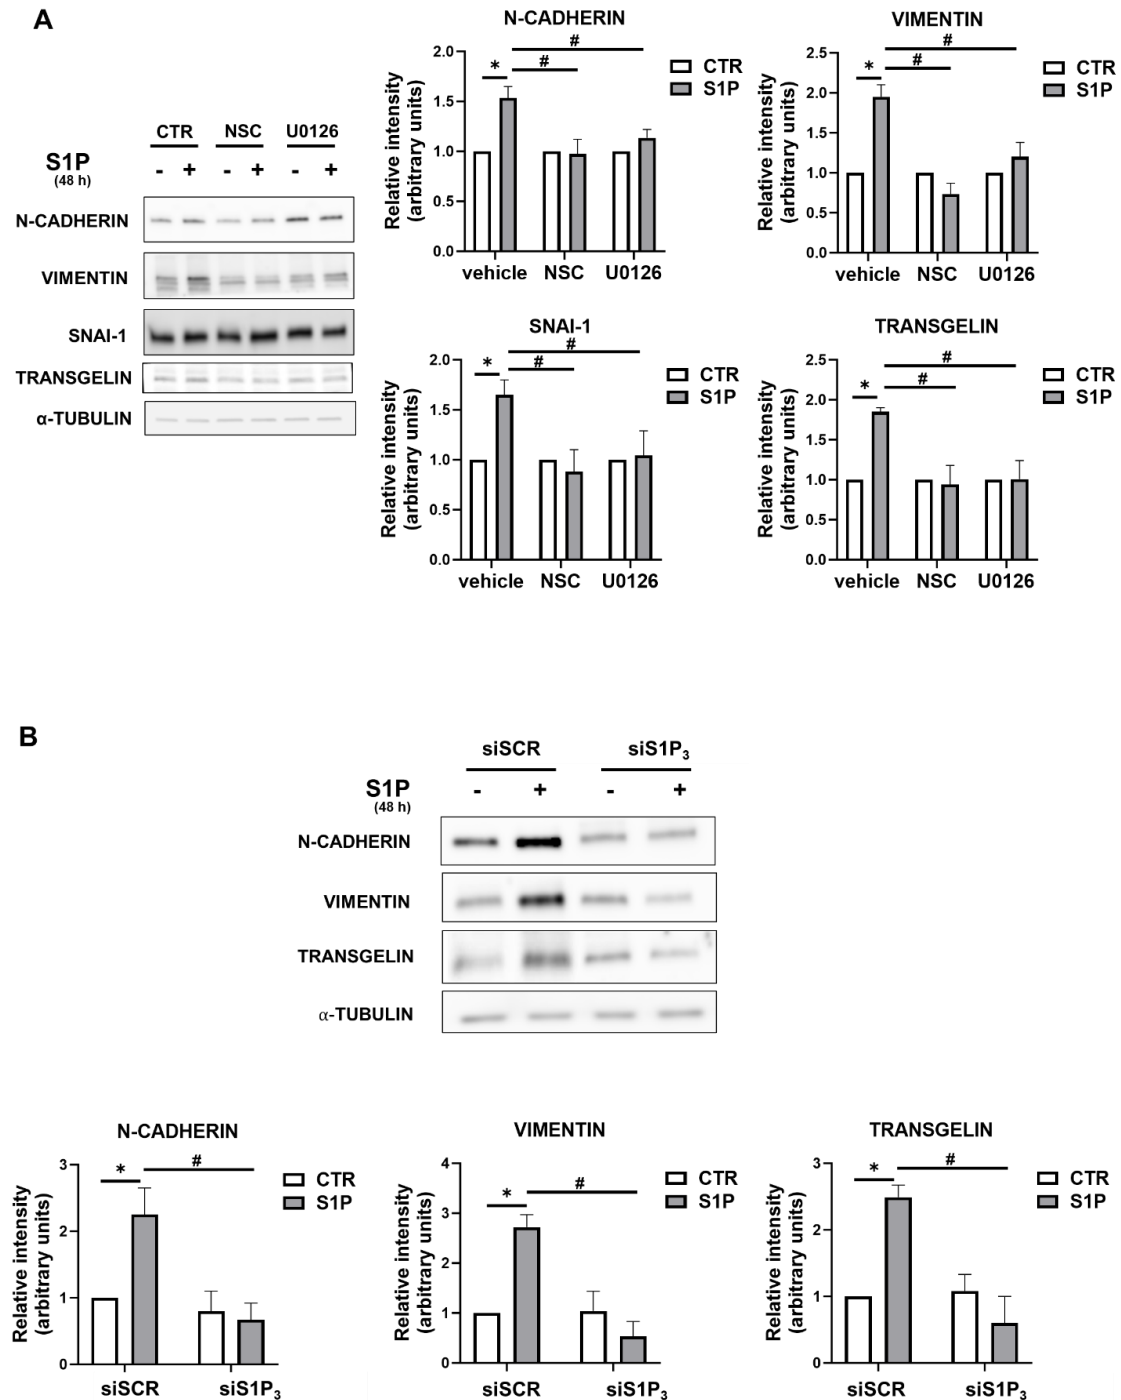 A
CTR NSC U0126
S1P
(48 h)
- + - + - +
N-CADHERIN
VIMENTIN
SNAI-1
TRANSGELIN
α-TUBULIN
N-CADHERIN
Relative intensity
(arbitrary units)
2.0
1.5
1.0
0.5
0.0
*
#
#
CTR
S1P
vehicle NSC U0126
VIMENTIN
Relative intensity
(arbitrary units)
2.5
2.0
1.5
1.0
0.5
0.0
*
#
#
CTR
S1P
vehicle NSC U0126
SNAI-1
Relative intensity
(arbitrary units)
2.0
1.5
1.0
0.5
0.0
*
#
#
CTR
S1P
vehicle NSC U0126
TRANSGELIN
Relative intensity
(arbitrary units)
2.5
2.0
1.5
1.0
0.5
0.0
*
#
#
CTR
S1P
vehicle NSC U0126
B
siSCR siS1P₃
S1P
(48 h)
- + - +
N-CADHERIN
VIMENTIN
TRANSGELIN
α-TUBULIN
N-CADHERIN
Relative intensity
(arbitrary units)
3
2
1
0
*
#
CTR
S1P
siSCR siS1P₃
VIMENTIN
Relative intensity
(arbitrary units)
4
3
2
1
0
*
#
CTR
S1P
siSCR siS1P₃
TRANSGELIN
Relative intensity
(arbitrary units)
3
2
1
0
*
#
CTR
S1P
siSCR siS1P₃